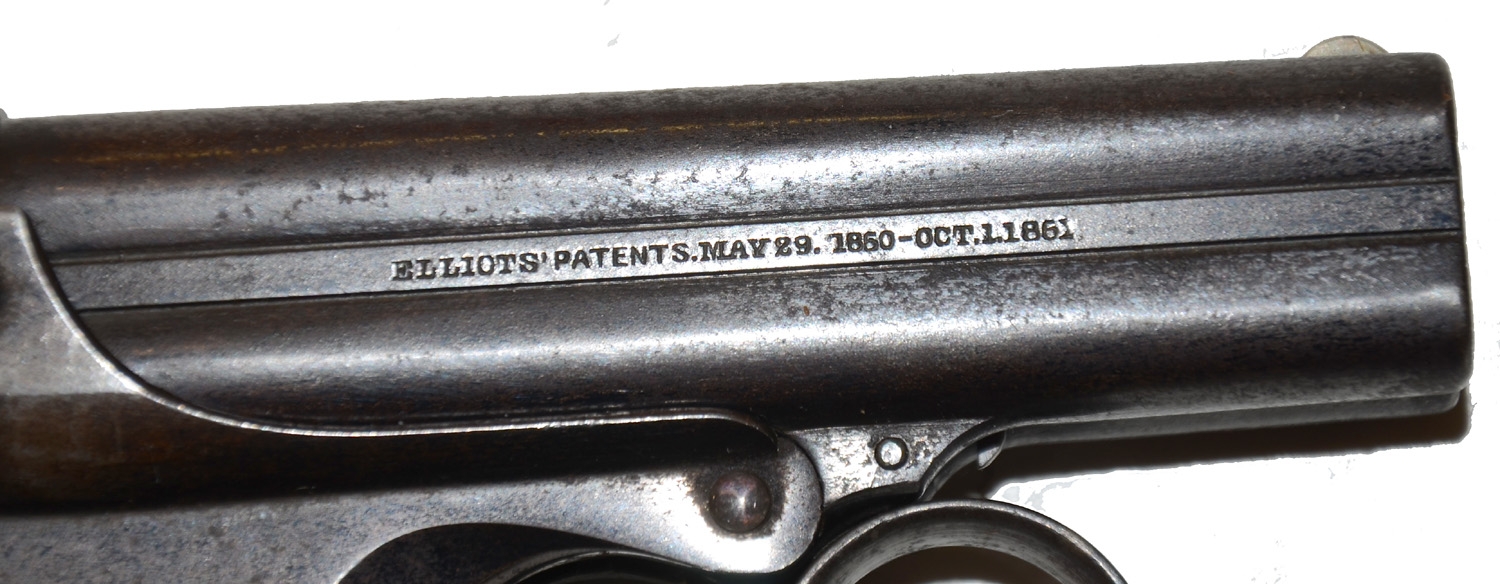 ELLIOTS' PATENTS. MAY 29. 1860-OCT.1.1861